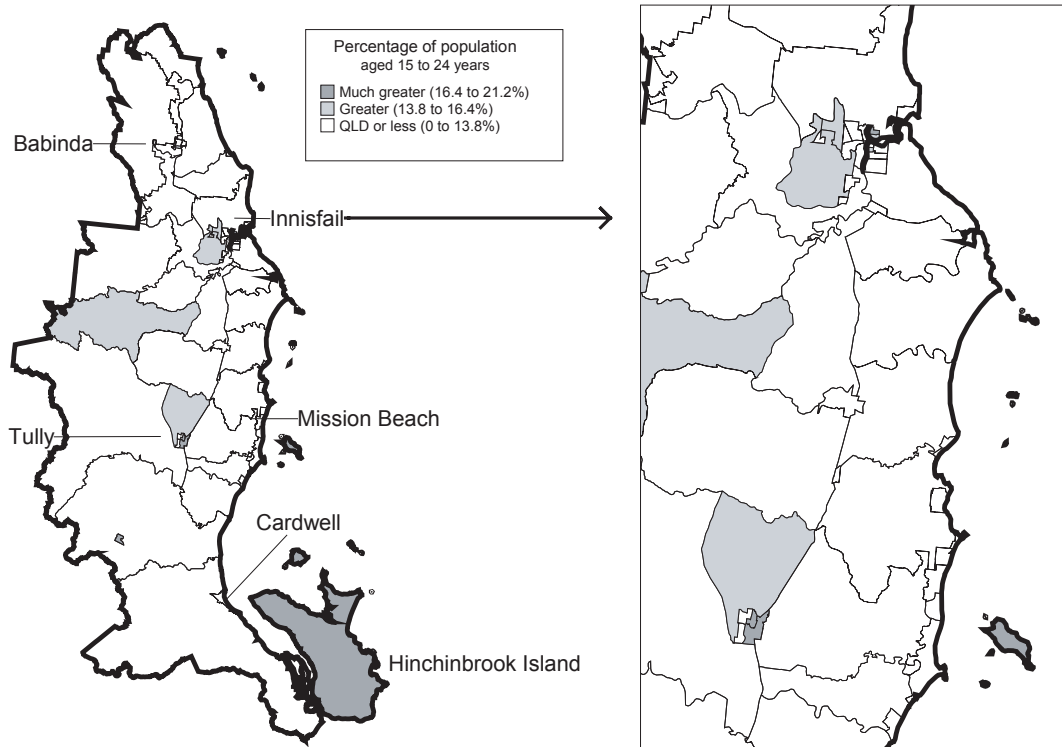 Percentage of population
aged 15 to 24 years
Much greater (16.4 to 21.2%)
Greater (13.8 to 16.4%)
QLD or less (0 to 13.8%)
Babinda
Innisfail
Mission Beach
Tully
Cardwell
Hinchinbrook Island